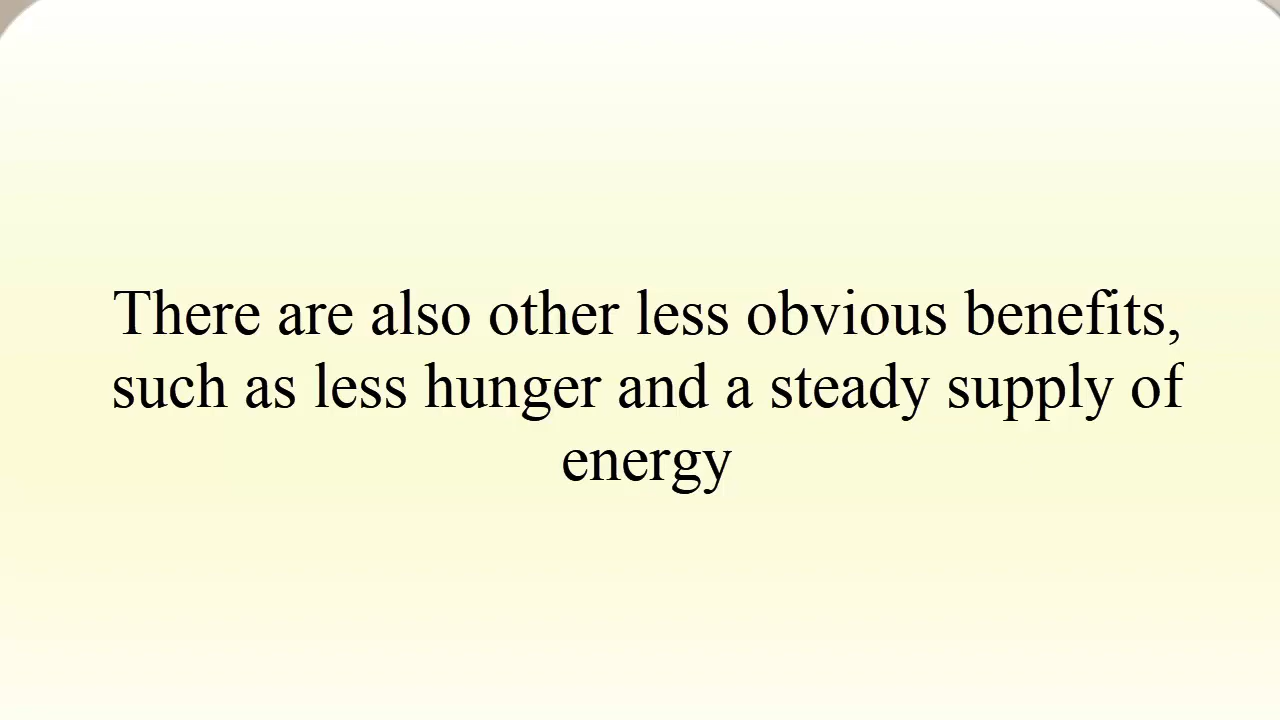 There are also other less obvious benefits,
such as less hunger and a steady supply of
energy